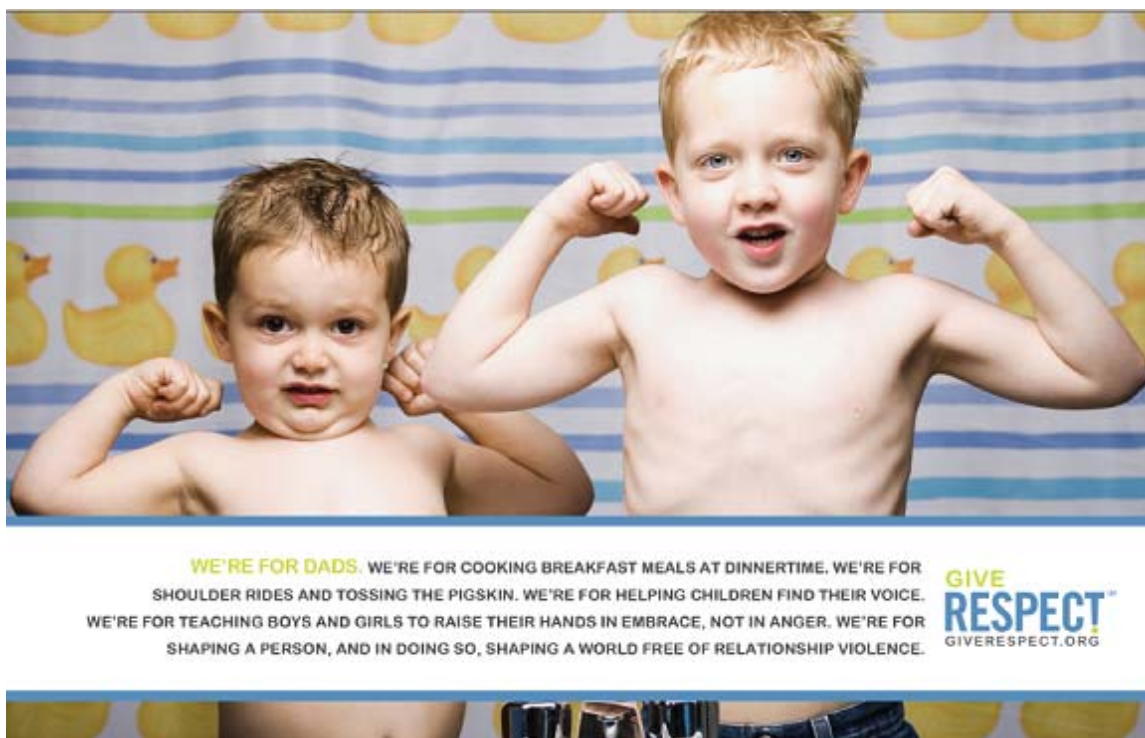 WE'RE FOR DADS. WE'RE FOR COOKING BREAKFAST MEALS AT DINNERTIME. WE'RE FOR
SHOULDER RIDES AND TOSSING THE PIGSKIN. WE'RE FOR HELPING CHILDREN FIND THEIR VOICE.
WE'RE FOR TEACHING BOYS AND GIRLS TO RAISE THEIR HANDS IN EMBRACE, NOT IN ANGER. WE'RE FOR
SHAPING A PERSON, AND IN DOING SO, SHAPING A WORLD FREE OF RELATIONSHIP VIOLENCE.
GIVE
RESPECT!
GIVERESPECT.ORG